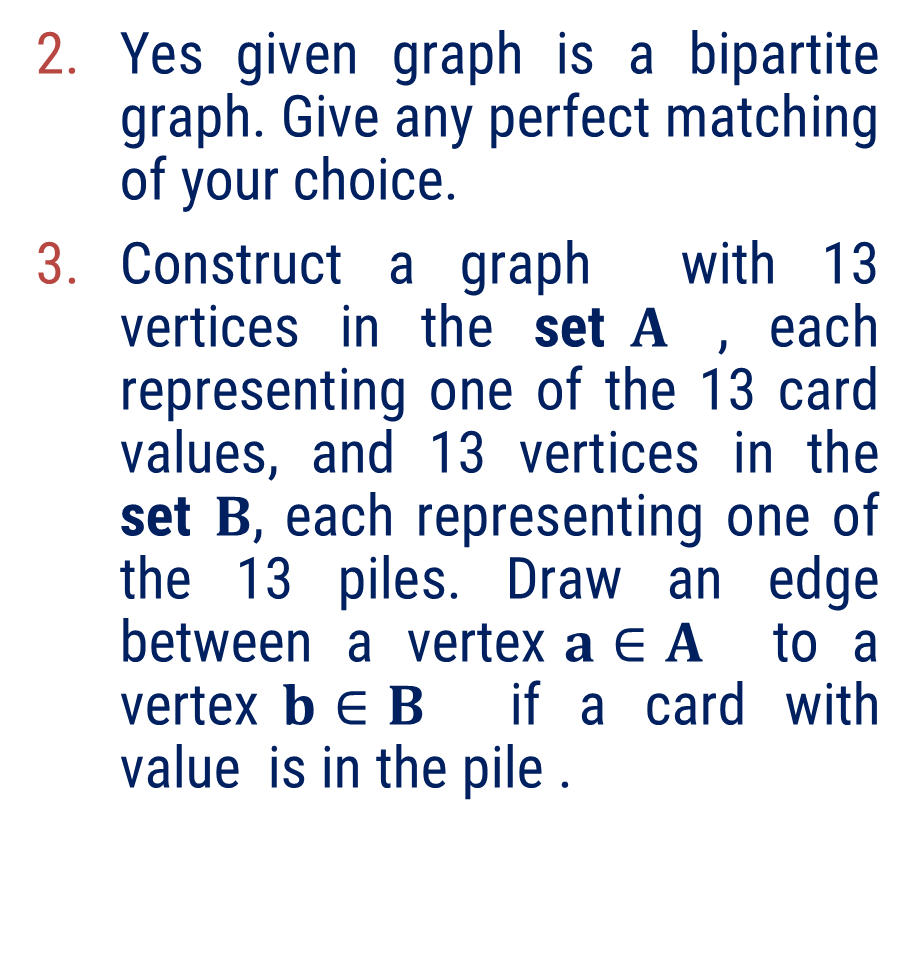 2. Yes given graph is a bipartite
graph. Give any perfect matching
of your choice.
3. Construct a graph with 13
vertices in the set A , each
representing one of the 13 card
values, and 13 vertices in the
set B, each representing one of
the 13 piles. Draw an edge
between a vertex a ∈ A to a
vertex b ∈ B if a card with
value is in the pile .